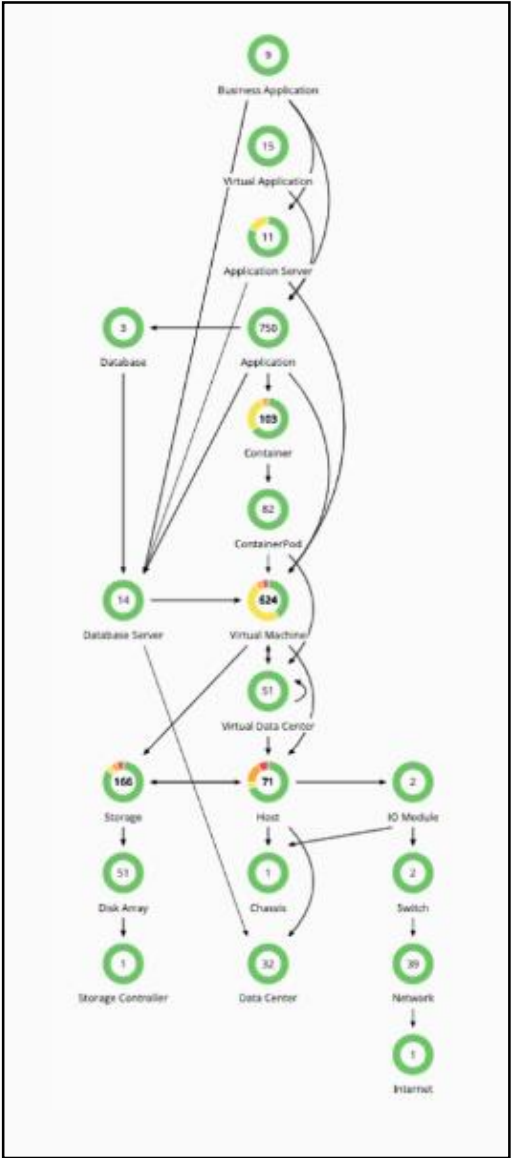 9
Business Application
15
Virtual Application
11
Application Server
3
750
Database
Application
103
Container
82
ContainerPod
14
624
Database Server
Virtual Machine
51
Virtual Data Center
166
71
2
Storage
Host
IO Module
51
1
2
Disk Array
Chassis
Switch
1
32
39
Storage Controller
Data Center
Network
1
Internet